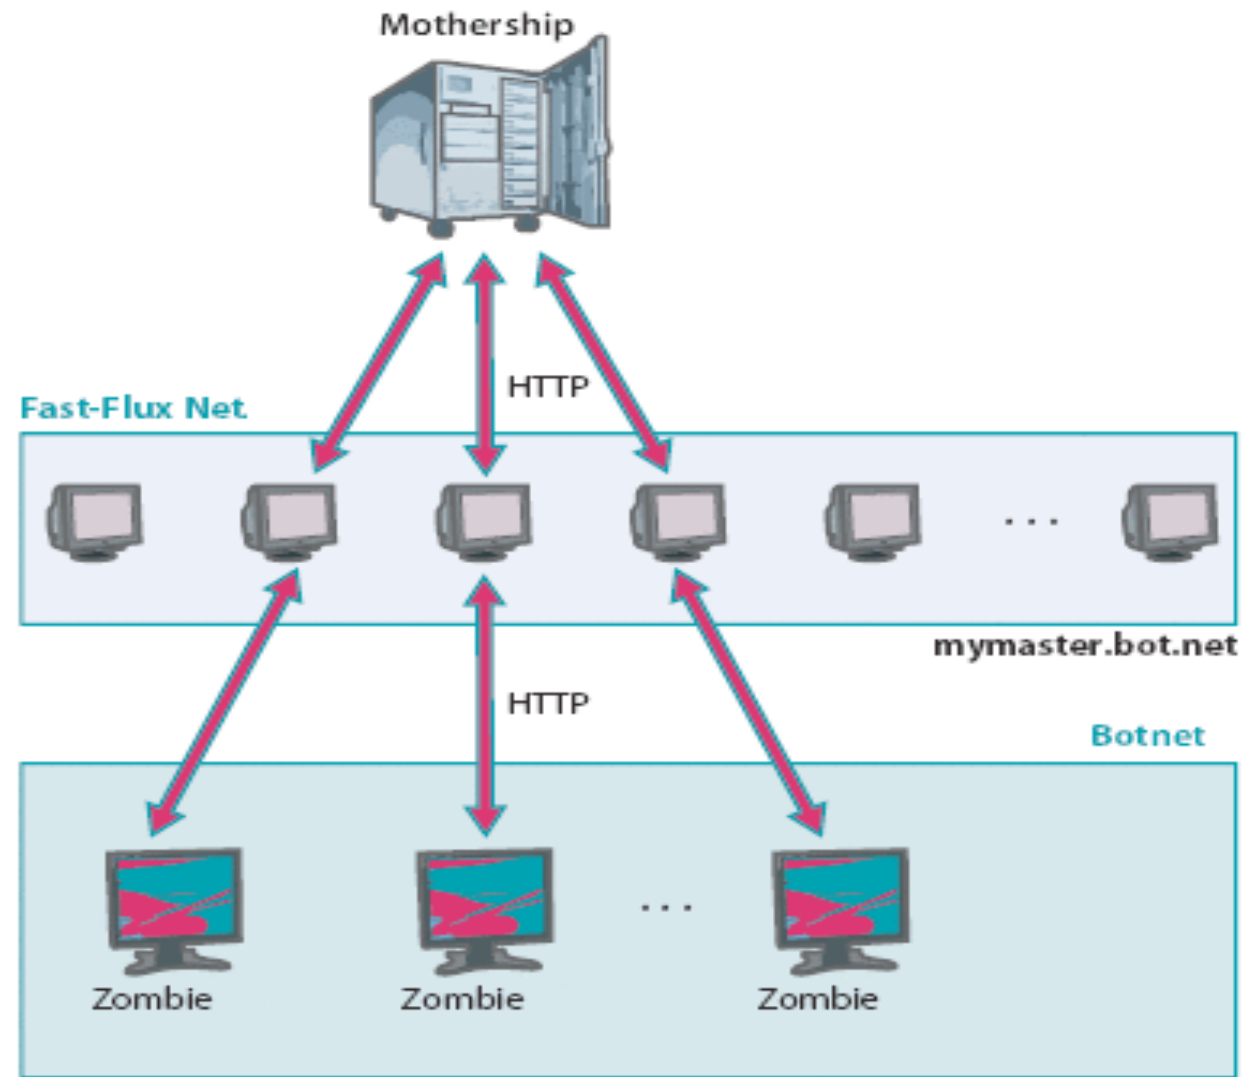 Mothership
HTTP
Fast-Flux Net
. . .
mymaster.bot.net
HTTP
Botnet
. . .
Zombie
Zombie
Zombie